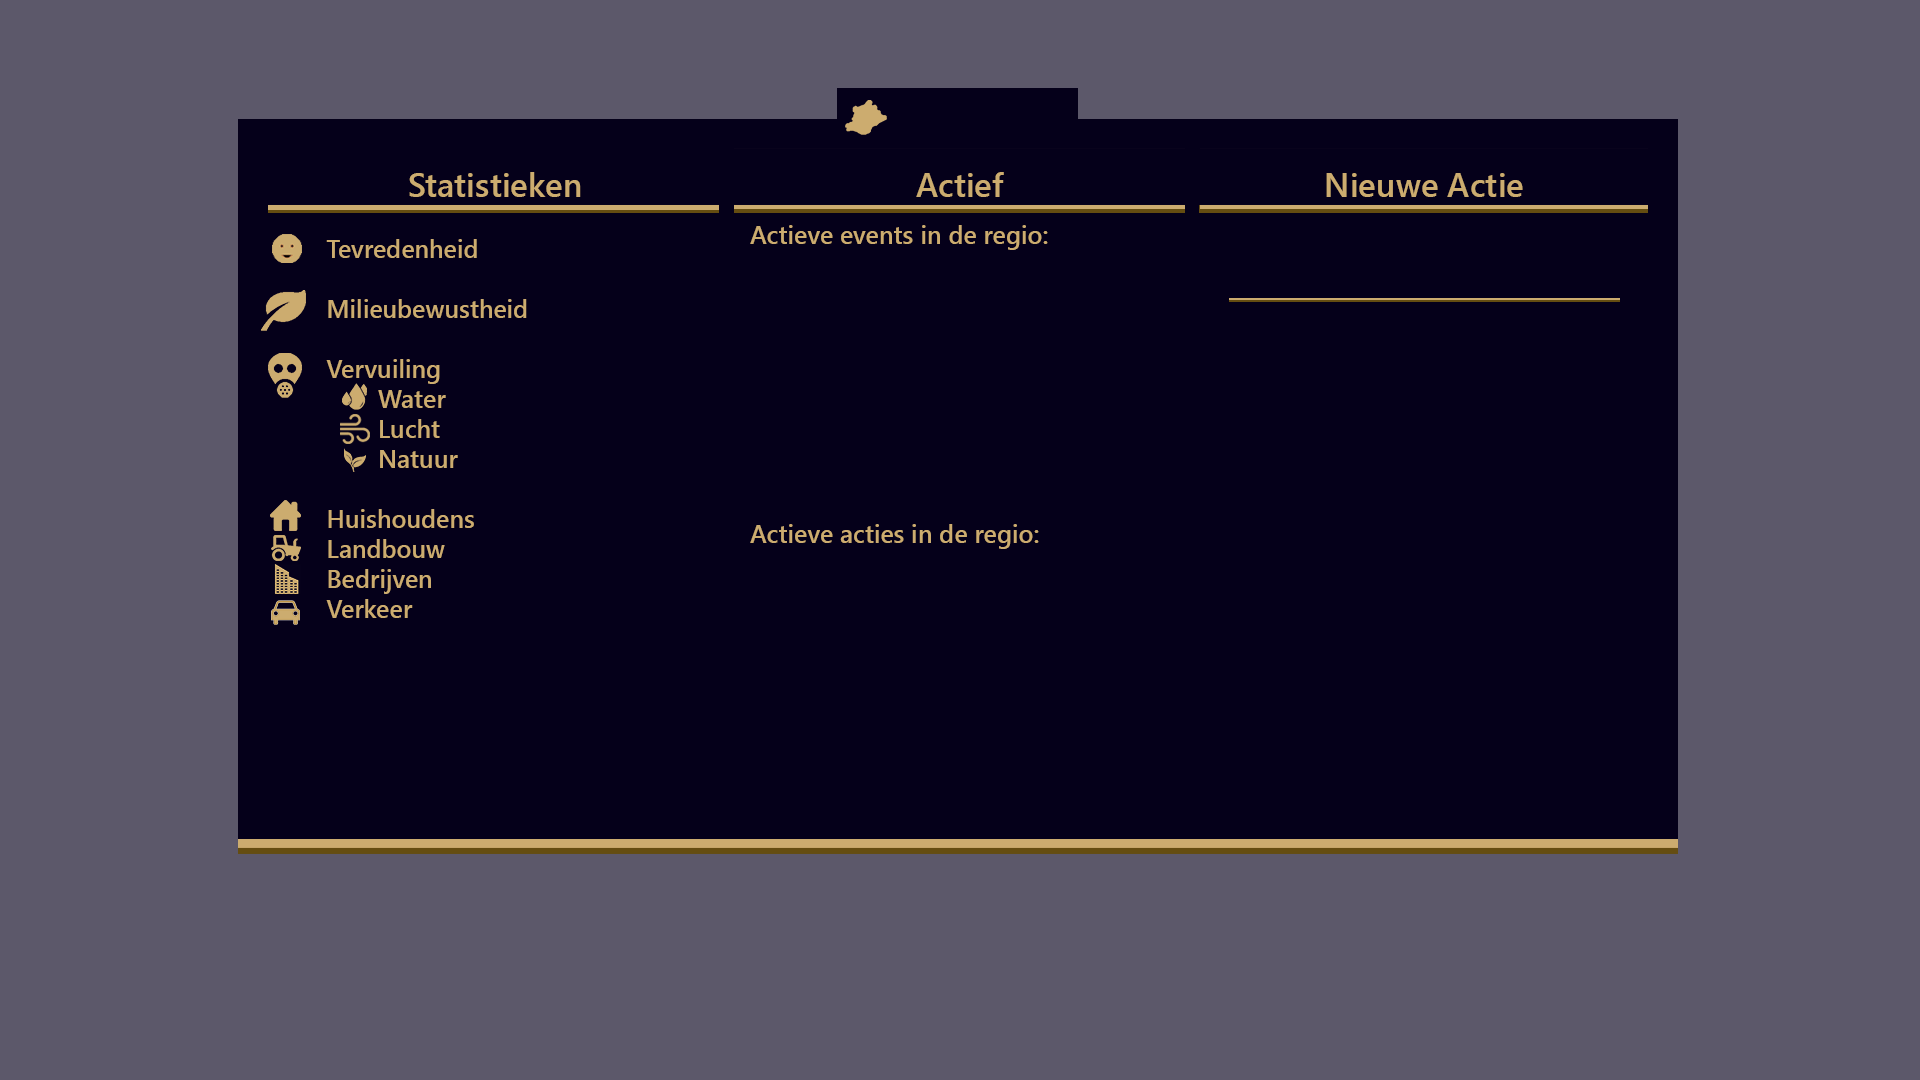 Statistieken
Tevredenheid
Milieubewustheid
Vervuiling
Water
Lucht
Natuur
Huishoudens
Landbouw
Bedrijven
Verkeer
Actief
Actieve events in de regio:
Actieve acties in de regio:
Nieuwe Actie